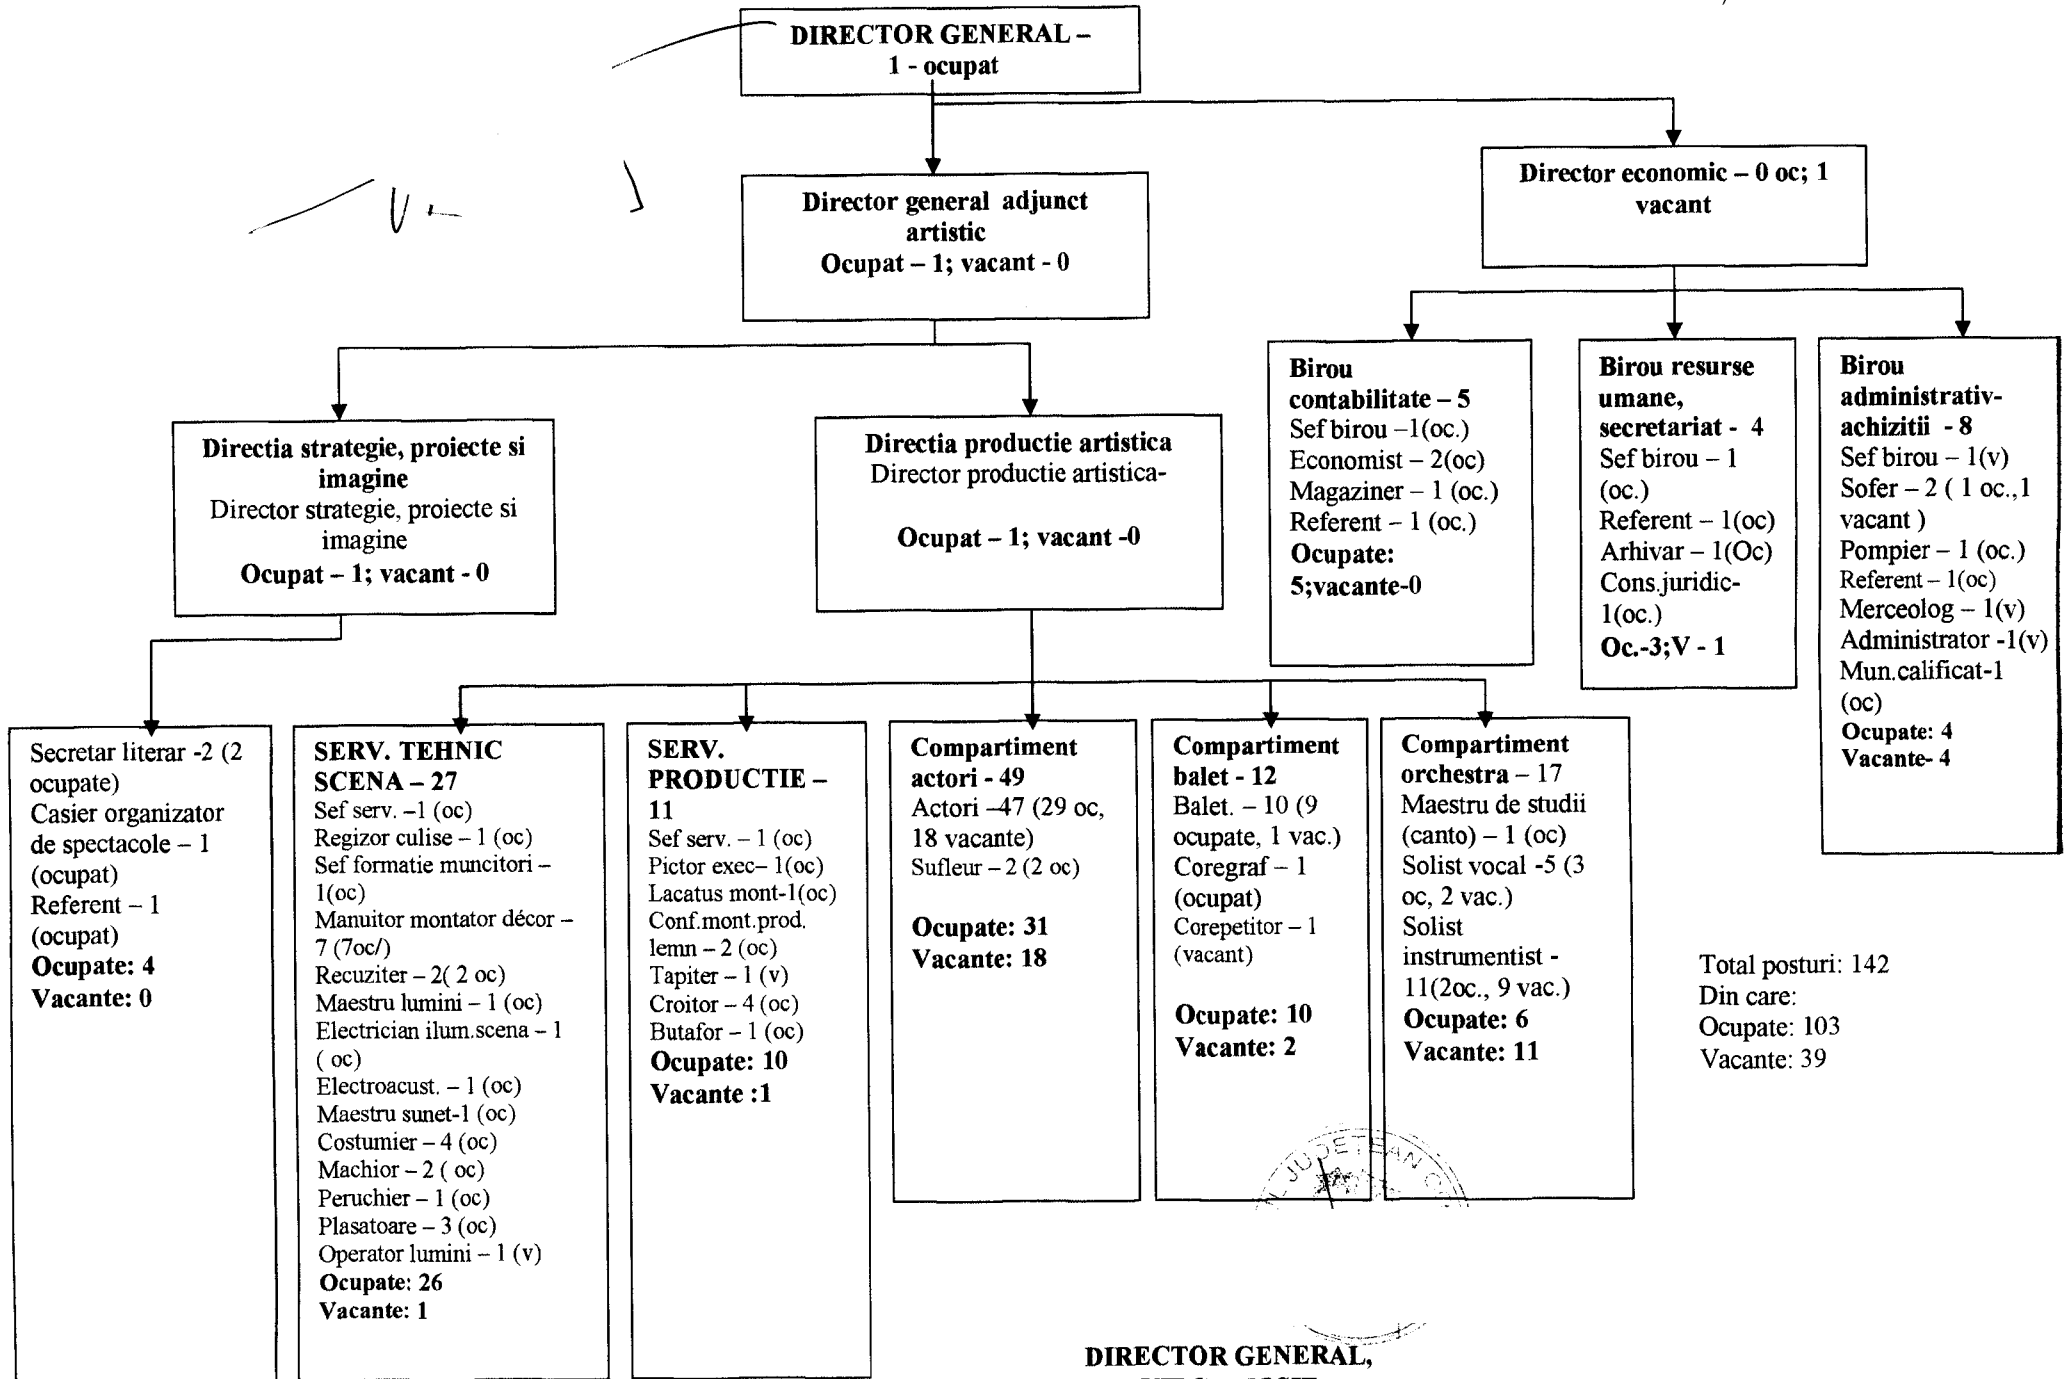 DIRECTOR GENERAL –
1 - ocupat
Director general adjunct
artistic
Ocupat – 1; vacant - 0
Director economic – 0 oc; 1
vacant
Directia strategie, proiecte si
imagine
Director strategie, proiecte si
imagine
Ocupat – 1; vacant - 0
Directia productie artistica
Director productie artistica-
Ocupat – 1; vacant -0
Birou
contabilitate – 5
Sef birou –1(oc.)
Economist – 2(oc)
Magaziner – 1 (oc.)
Referent – 1 (oc.)
Ocupate:
5;vacante-0
Birou resurse
umane,
secretariat - 4
Sef birou – 1
(oc.)
Referent – 1(oc)
Arhivar – 1(Oc)
Cons.juridic-
1(oc.)
Oc.-3;V - 1
Birou
administrativ-
achizitii - 8
Sef birou – 1(v)
Sofer – 2 ( 1 oc.,1
vacant )
Pompier – 1 (oc.)
Referent – 1(oc)
Merceolog – 1(v)
Administrator -1(v)
Mun.calificat-1
(oc)
Ocupate: 4
Vacante- 4
Secretar literar -2 (2
ocupate)
Casier organizator
de spectacole – 1
(ocupat)
Referent – 1
(ocupat)
Ocupate: 4
Vacante: 0
SERV. TEHNIC
SCENA – 27
Sef serv. –1 (oc)
Regizor culise – 1 (oc)
Sef formatie muncitori –
1(oc)
Manuitor montator décor –
7 (7oc/)
Recuziter – 2( 2 oc)
Maestru lumini – 1 (oc)
Electrician ilum.scena – 1
( oc)
Electroacust. – 1 (oc)
Maestru sunet-1 (oc)
Costumier – 4 (oc)
Machior – 2 ( oc)
Peruchier – 1 (oc)
Plasatoare – 3 (oc)
Operator lumini – 1 (v)
Ocupate: 26
Vacante: 1
SERV.
PRODUCTIE –
11
Sef serv. – 1 (oc)
Pictor exec– 1(oc)
Lacatus mont-1(oc)
Conf.mont.prod.
lemn – 2 (oc)
Tapiter – 1 (v)
Croitor – 4 (oc)
Butafor – 1 (oc)
Ocupate: 10
Vacante :1
Compartiment
actori - 49
Actori –47 (29 oc,
18 vacante)
Sufleur – 2 (2 oc)
Ocupate: 31
Vacante: 18
Compartiment
balet - 12
Balet. – 10 (9
ocupate, 1 vac.)
Coregraf – 1
(ocupat)
Corepetitor – 1
(vacant)
Ocupate: 10
Vacante: 2
Compartiment
orchestra – 17
Maestru de studii
(canto) – 1 (oc)
Solist vocal -5 (3
oc, 2 vac.)
Solist
instrumentist -
11(2oc., 9 vac.)
Ocupate: 6
Vacante: 11
Total posturi: 142
Din care:
Ocupate: 103
Vacante: 39
JUDEȚEAN
DIRECTOR GENERAL,